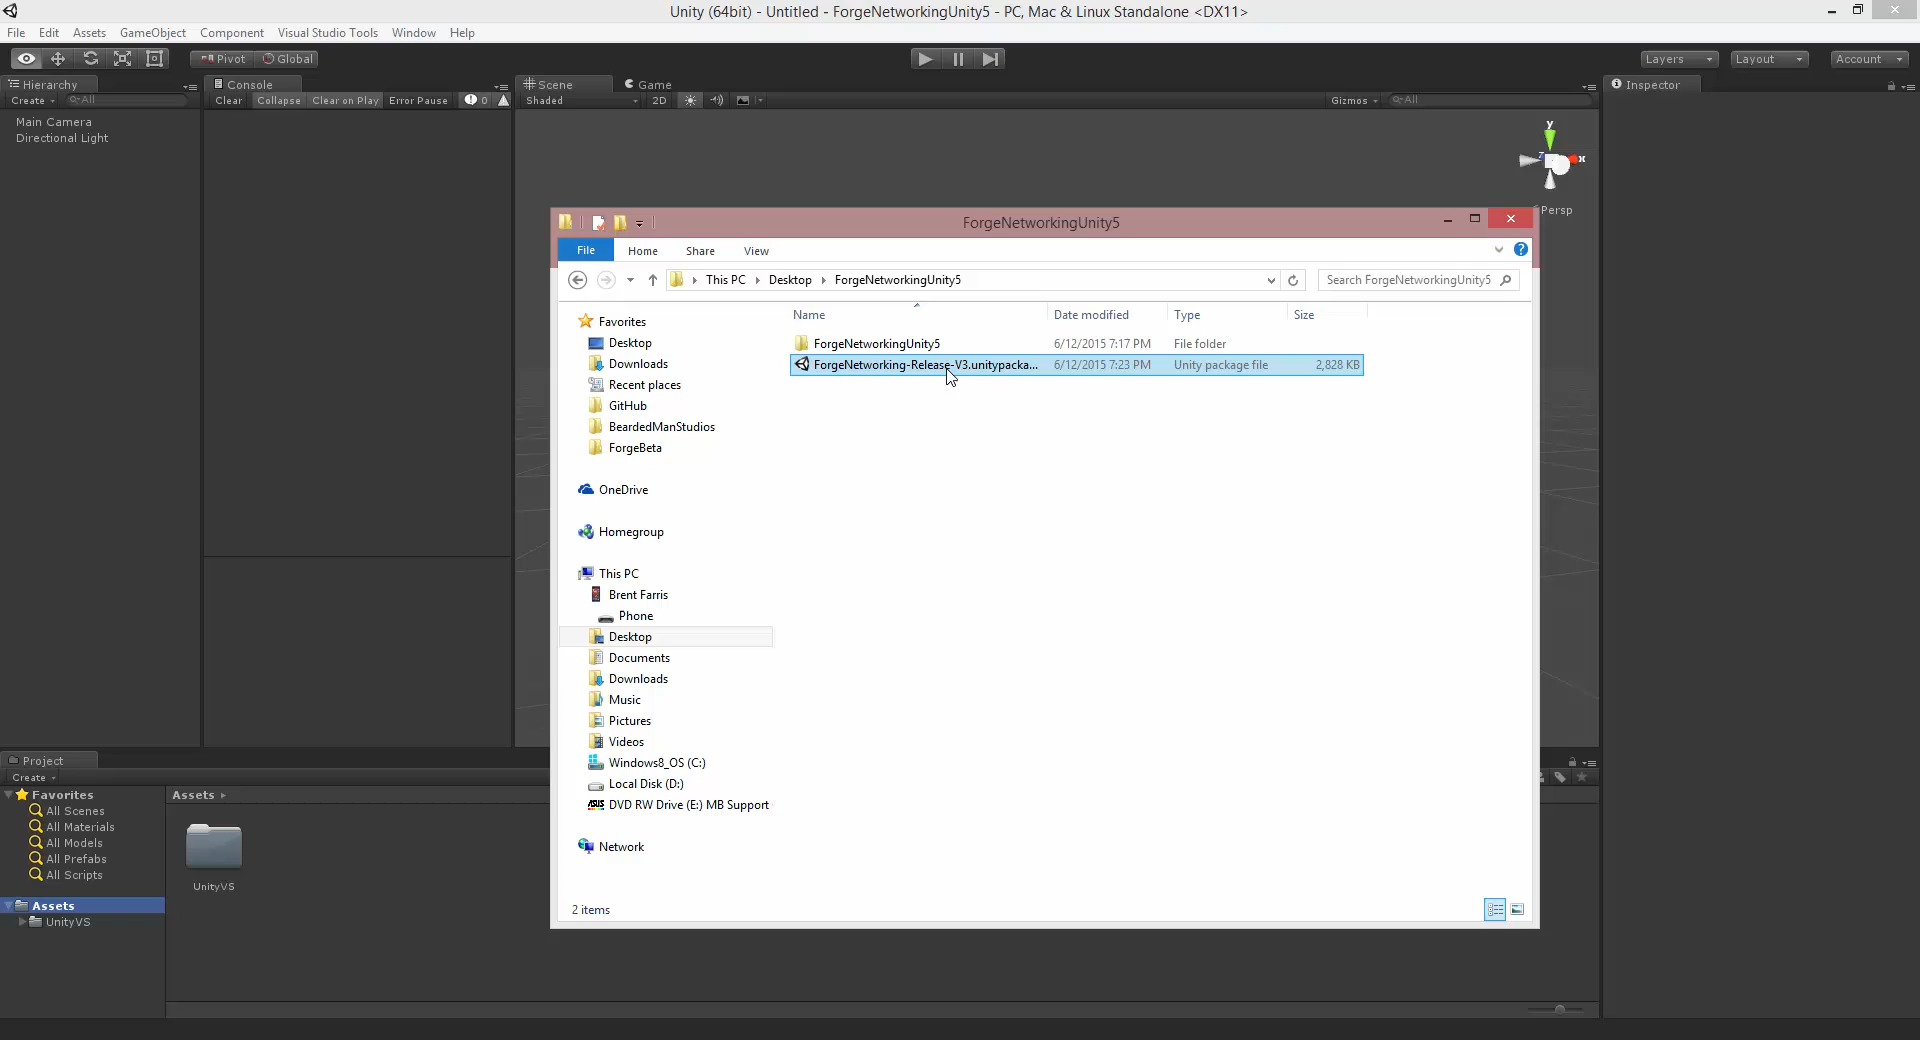 Unity (64bit) - Untitled - ForgeNetworkingUnity5 - PC, Mac & Linux Standalone <DX11>
File Edit Assets GameObject Component Visual Studio Tools Window Help
Pivot Global
Layers Layout Account
Hierarchy Console Scene Game Inspector
Create All Clear Collapse Clear on Play Error Pause 0 Shaded 2D Gizmos All
Main Camera
Directional Light
y
z
x
Persp
ForgeNetworkingUnity5
File Home Share View
This PC Desktop ForgeNetworkingUnity5 Search ForgeNetworkingUnity5
Name Date modified Type Size
ForgeNetworkingUnity5 6/12/2015 7:17 PM File folder
ForgeNetworking-Release-V3.unitypacka... 6/12/2015 7:23 PM Unity package file 2,828 KB
Favorites
Desktop
Downloads
Recent places
GitHub
BeardedManStudios
ForgeBeta
OneDrive
Homegroup
This PC
Brent Farris
Phone
Desktop
Documents
Downloads
Music
Pictures
Videos
Windows8_OS (C:)
Local Disk (D:)
ASUS DVD RW Drive (E:) MB Support
Network
2 items
Project
Create
Favorites
All Scenes
All Materials
All Models
All Prefabs
All Scripts
Assets
UnityVS
Assets
UnityVS